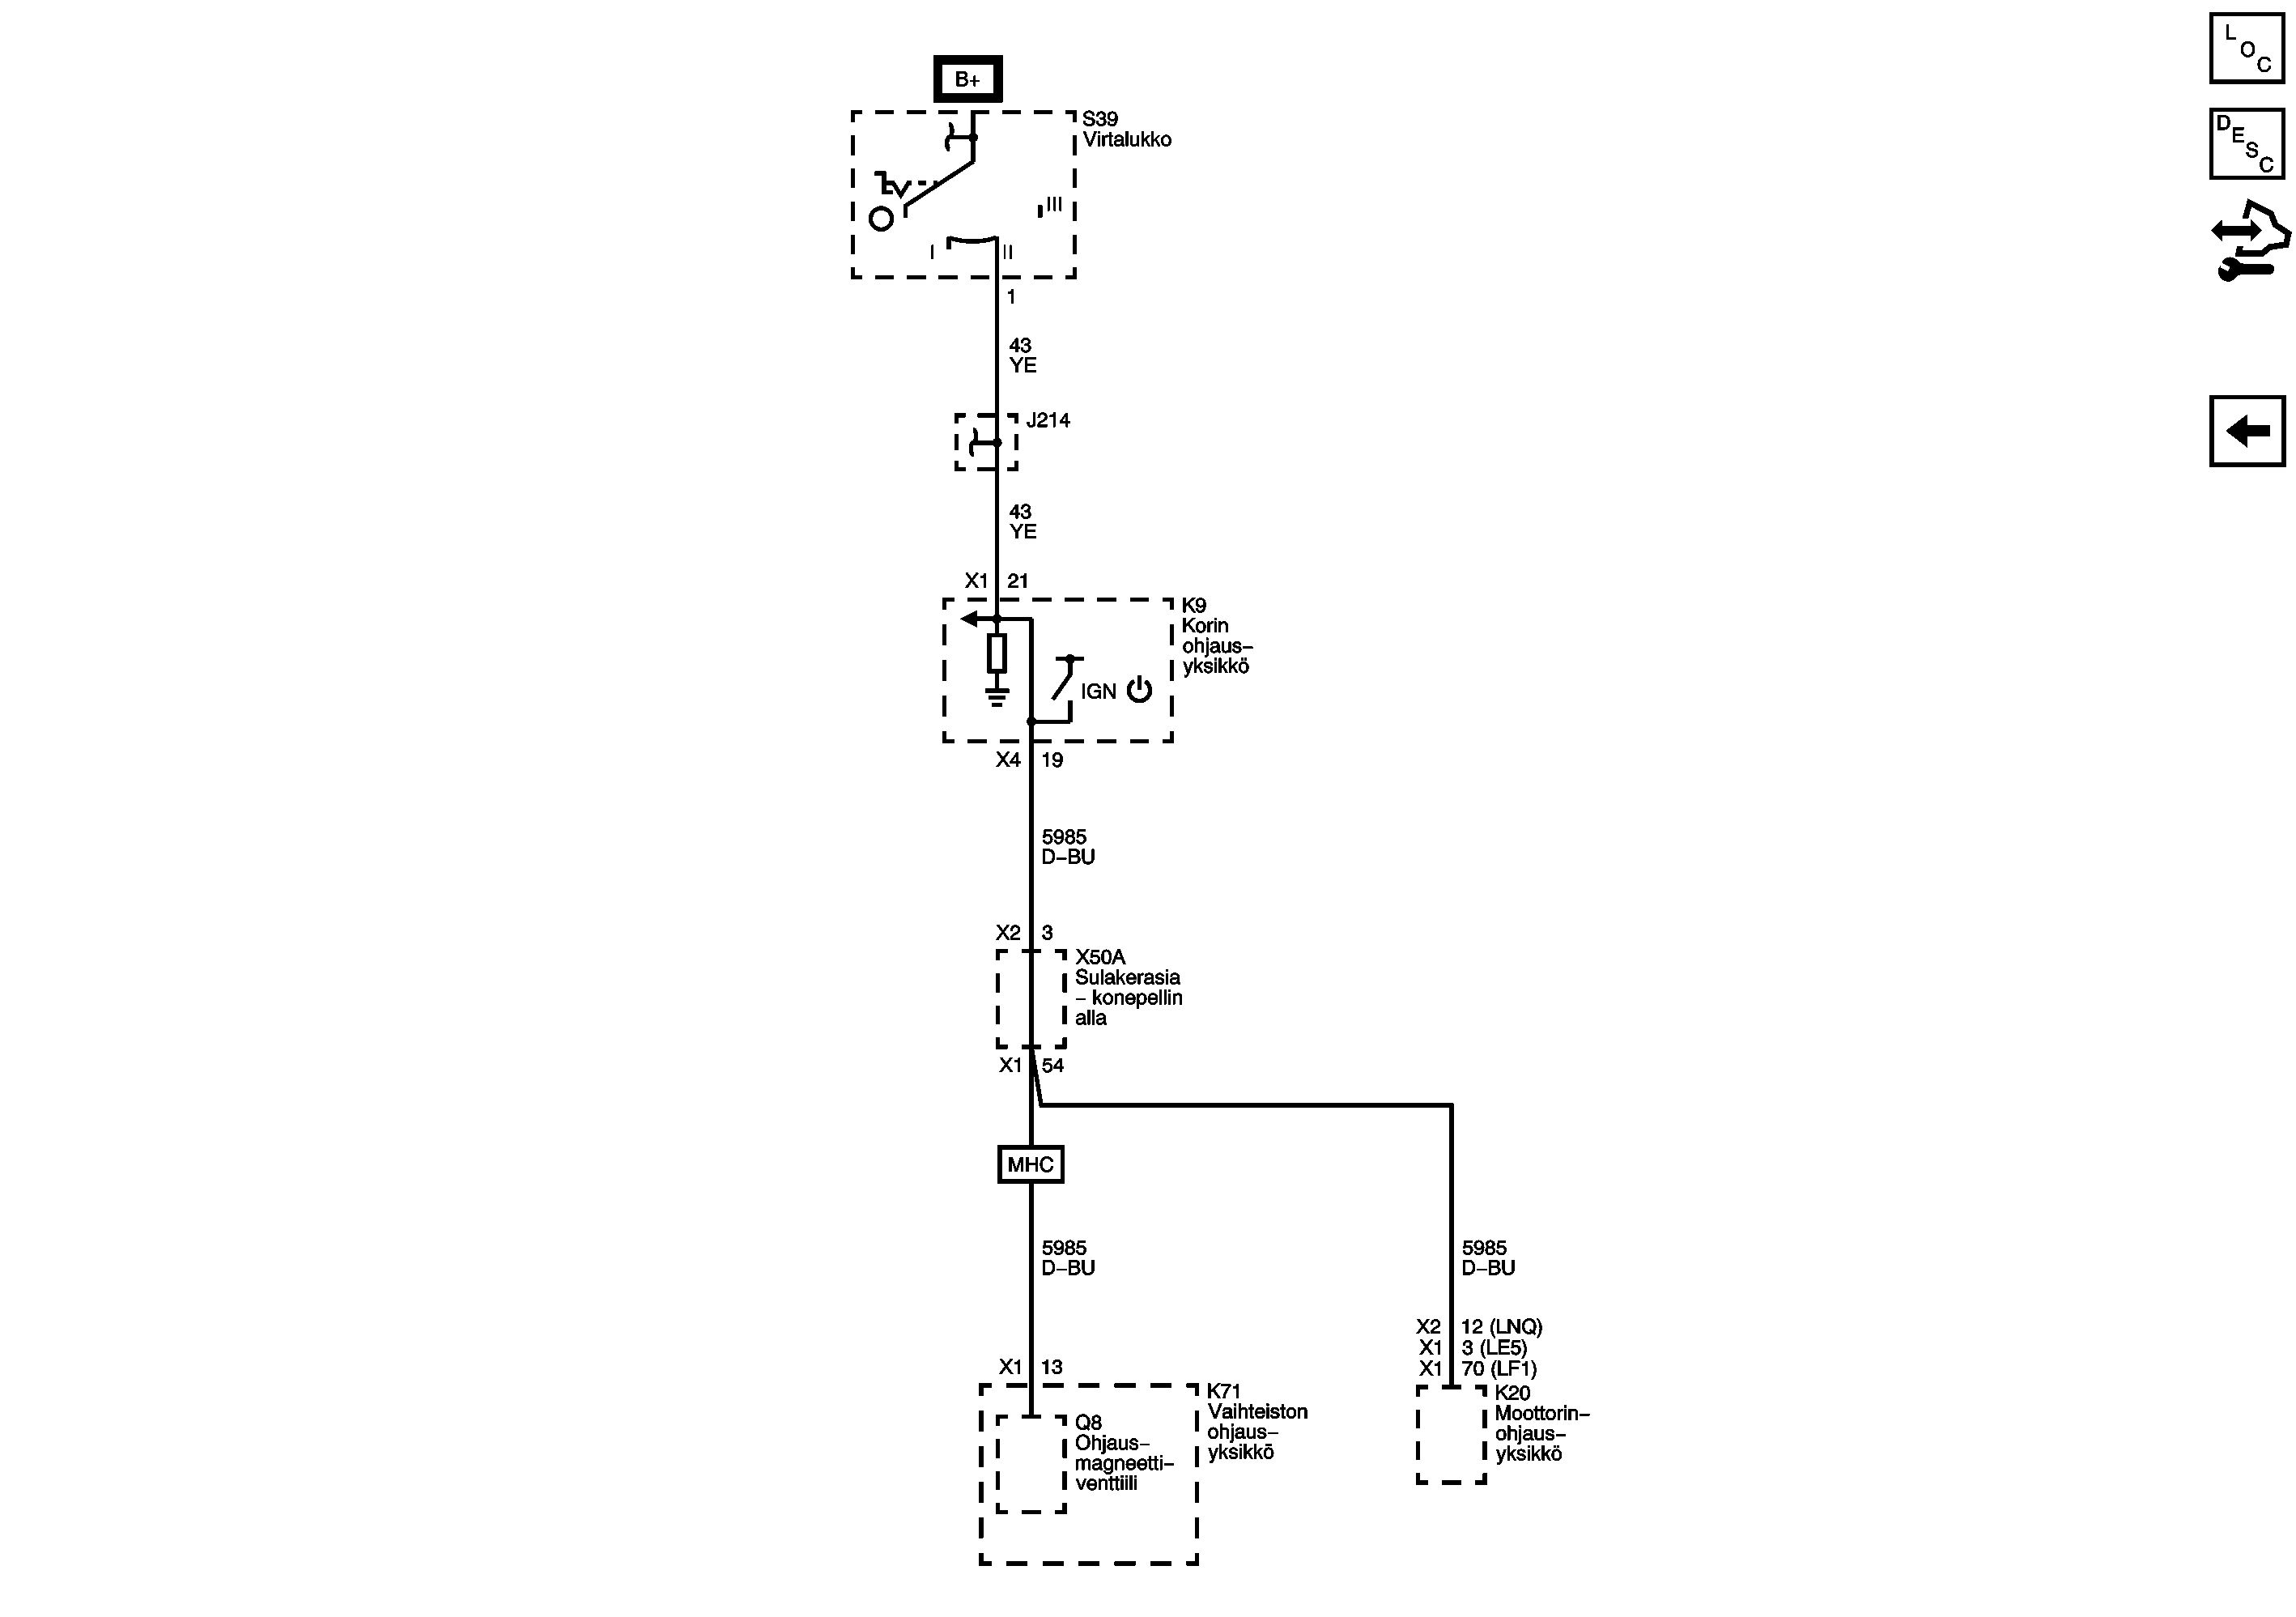 B+
S39
Virtalukko
III
I
II
1
43
YE
J214
43
YE
X1 21
K9
Korin
ohjaus–
yksikkö
IGN
X4 19
5985
D–BU
X2 3
X50A
Sulakerasia
– konepellin
alla
X1 54
MHC
5985
D–BU
5985
D–BU
X2 12 (LNQ)
X1 3 (LE5)
X1 70 (LF1)
X1 13
K71
Vaihteiston
ohjaus–
yksikkö
Q8
Ohjaus–
magneetti–
venttiili
K20
Moottorin–
ohjaus–
yksikkö
LOC
DESC